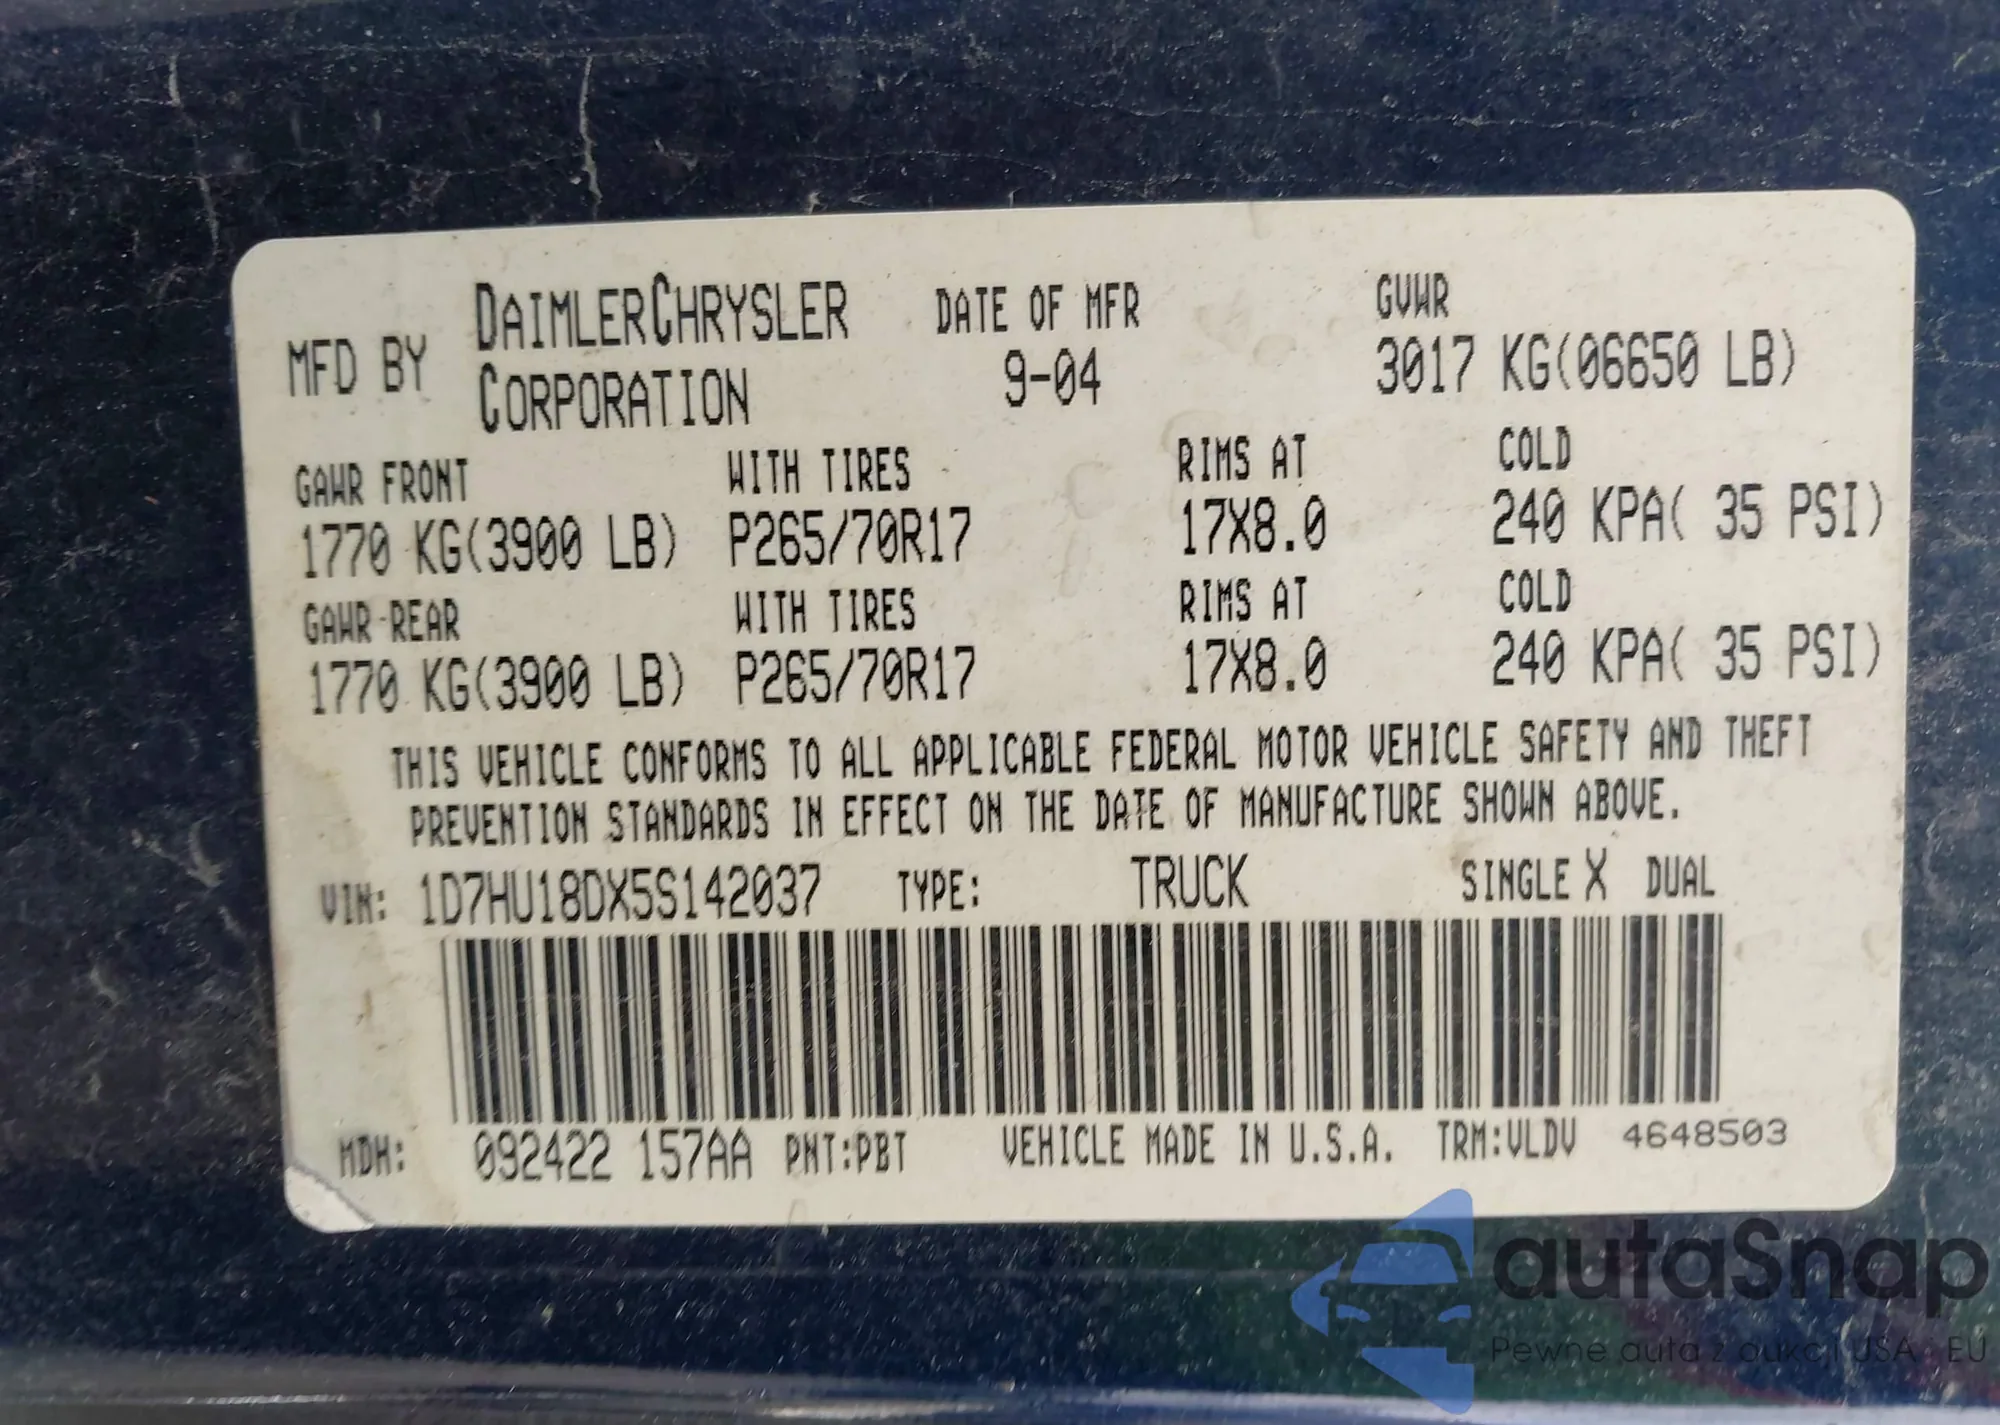 MFD BY DAIMLERCHRYSLER CORPORATION DATE OF MFR 9-04 GVWR 3017 KG(06650 LB)
GAWR FRONT WITH TIRES RIMS AT COLD
1770 KG(3900 LB) P265/70R17 17X8.0 240 KPA( 35 PSI)
GAWR REAR WITH TIRES RIMS AT COLD
1770 KG(3900 LB) P265/70R17 17X8.0 240 KPA( 35 PSI)
THIS VEHICLE CONFORMS TO ALL APPLICABLE FEDERAL MOTOR VEHICLE SAFETY AND THEFT
PREVENTION STANDARDS IN EFFECT ON THE DATE OF MANUFACTURE SHOWN ABOVE.
VIN: 1D7HU18DX5S142037 TYPE: TRUCK SINGLE X DUAL
MDH: 092422 157AA PNT:PBT VEHICLE MADE IN U.S.A. TRM:VLDV 4648503
autaSnap
Pewne auta z aukcji USA i EU